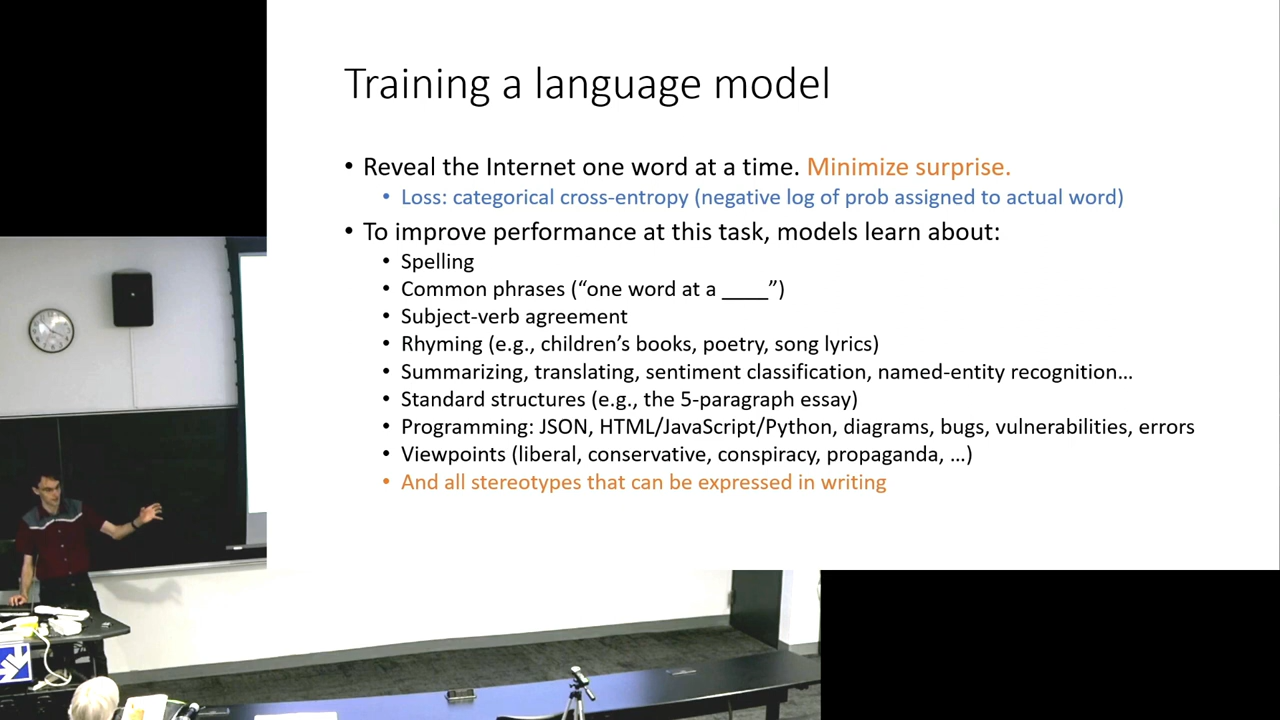 Training a language model
• Reveal the Internet one word at a time. Minimize surprise.
• Loss: categorical cross-entropy (negative log of prob assigned to actual word)
• To improve performance at this task, models learn about:
• Spelling
• Common phrases (“one word at a ____”)
• Subject-verb agreement
• Rhyming (e.g., children’s books, poetry, song lyrics)
• Summarizing, translating, sentiment classification, named-entity recognition…
• Standard structures (e.g., the 5-paragraph essay)
• Programming: JSON, HTML/JavaScript/Python, diagrams, bugs, vulnerabilities, errors
• Viewpoints (liberal, conservative, conspiracy, propaganda, …)
• And all stereotypes that can be expressed in writing